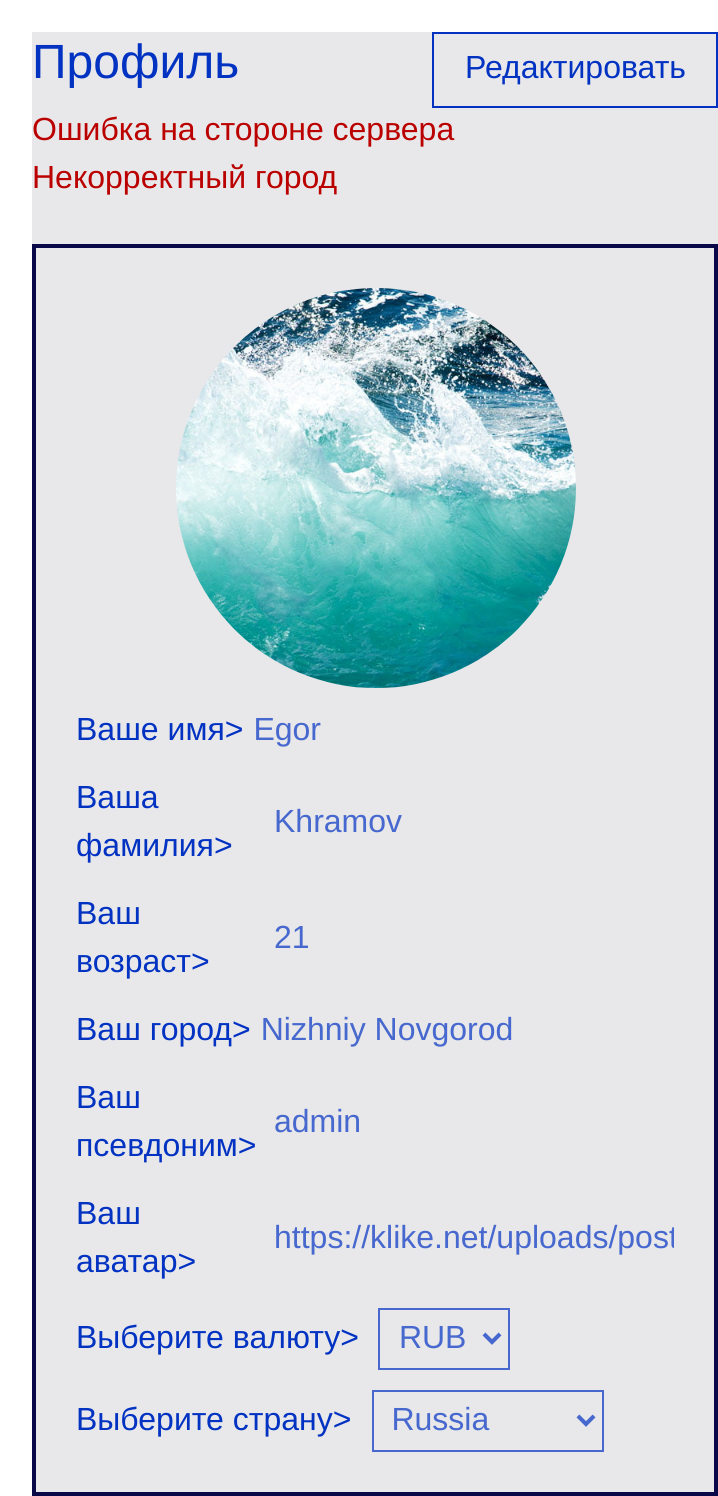 Профиль
Редактировать
Ошибка на стороне сервера
Некорректный город
Ваше имя> Egor
Ваша
фамилия>
Khramov
Ваш
возраст>
21
Ваш город> Nizhniy Novgorod
Ваш
псевдоним>
admin
Ваш
аватар>
https://klike.net/uploads/post
Выберите валюту> RUB
Выберите страну> Russia